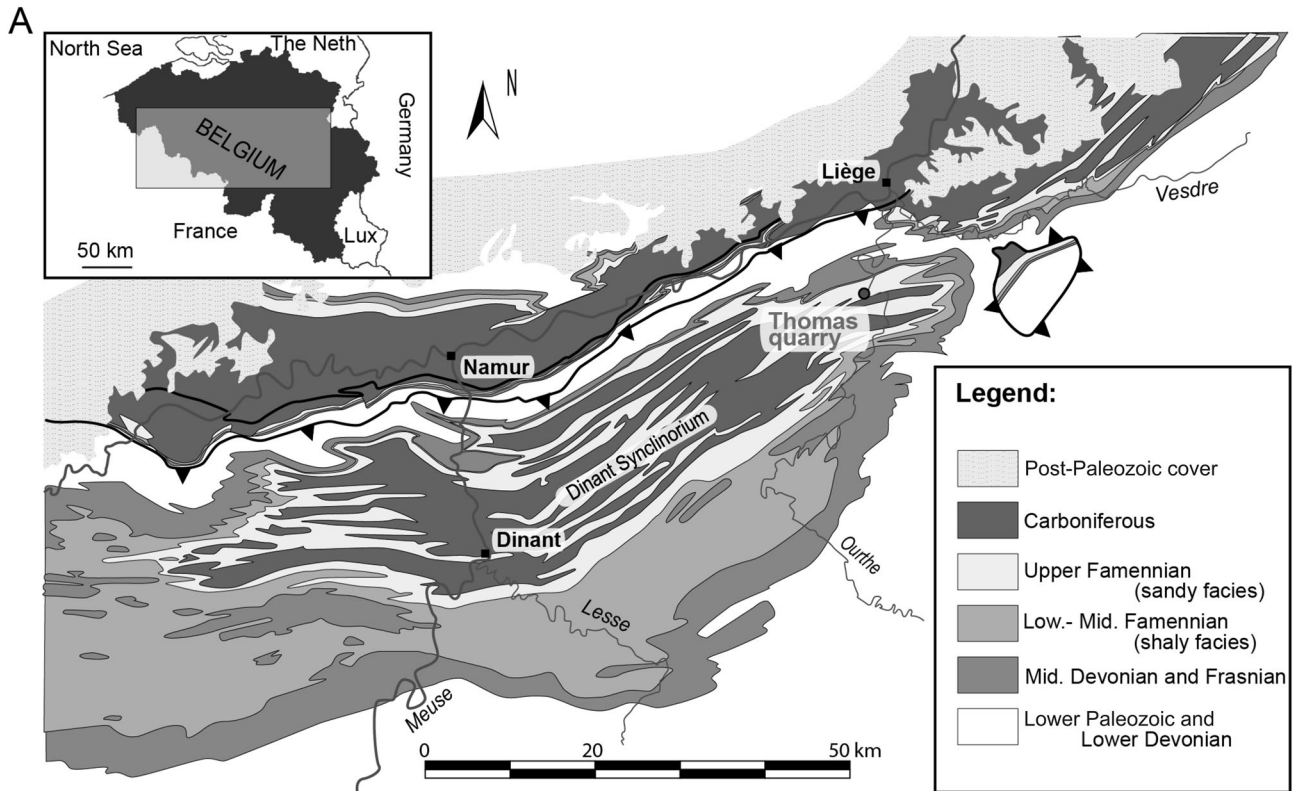 A
North Sea
The Neth
Germany
BELGIUM
France
Lux
50 km
N
Liège
Vesdre
Thomas
quarry
Namur
Dinant Synclinorium
Dinant
Ourthe
Lesse
Meuse
0
20
50 km
Legend:
Post-Paleozoic cover
Carboniferous
Upper Famennian
(sandy facies)
Low.- Mid. Famennian
(shaly facies)
Mid. Devonian and Frasnian
Lower Paleozoic and
Lower Devonian